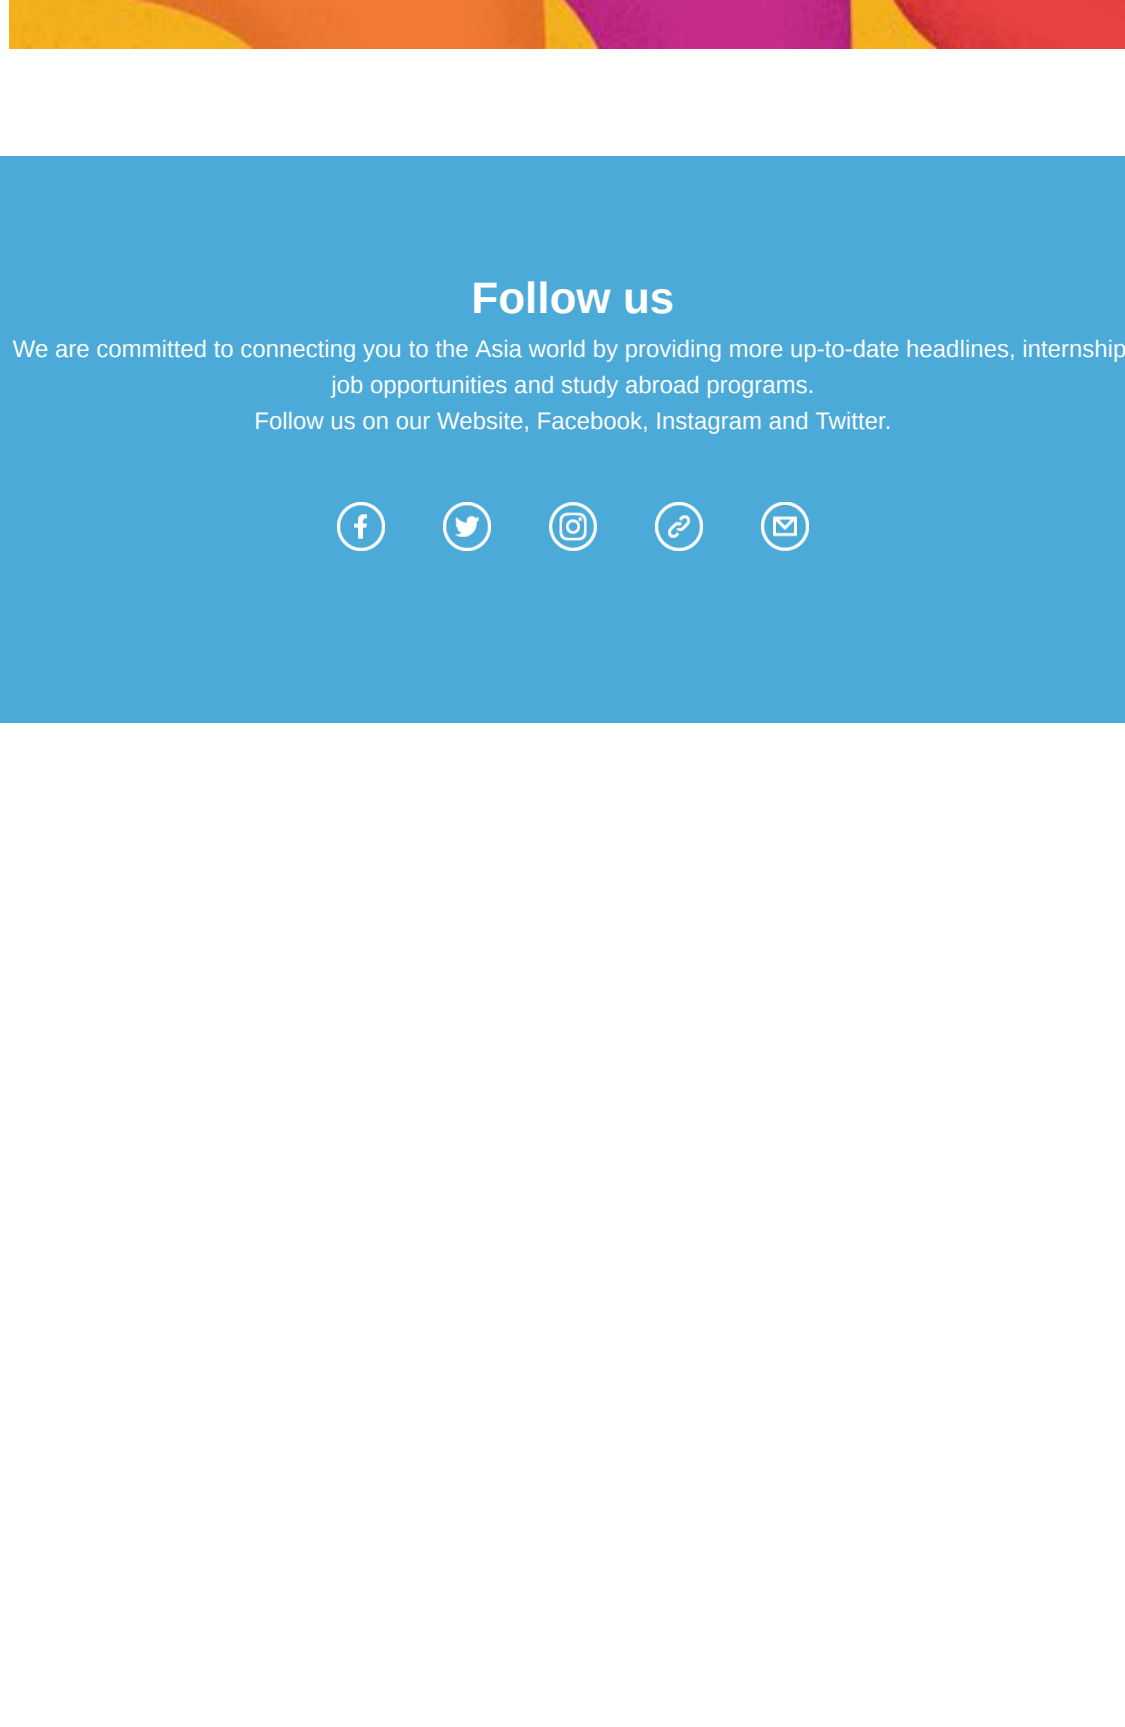 Follow us
We are committed to connecting you to the Asia world by providing more up-to-date headlines, internship
job opportunities and study abroad programs.
Follow us on our Website, Facebook, Instagram and Twitter.